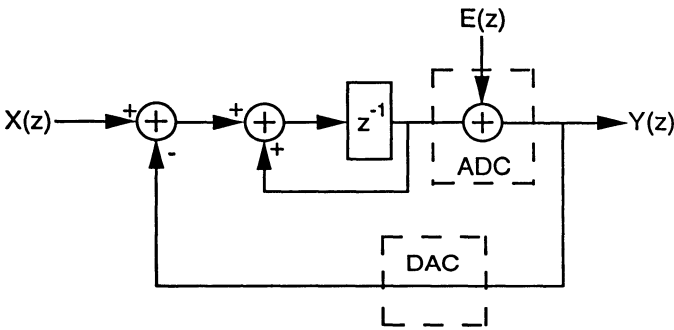 E(z)
X(z)
+
-
+
+
z⁻¹
ADC
Y(z)
DAC